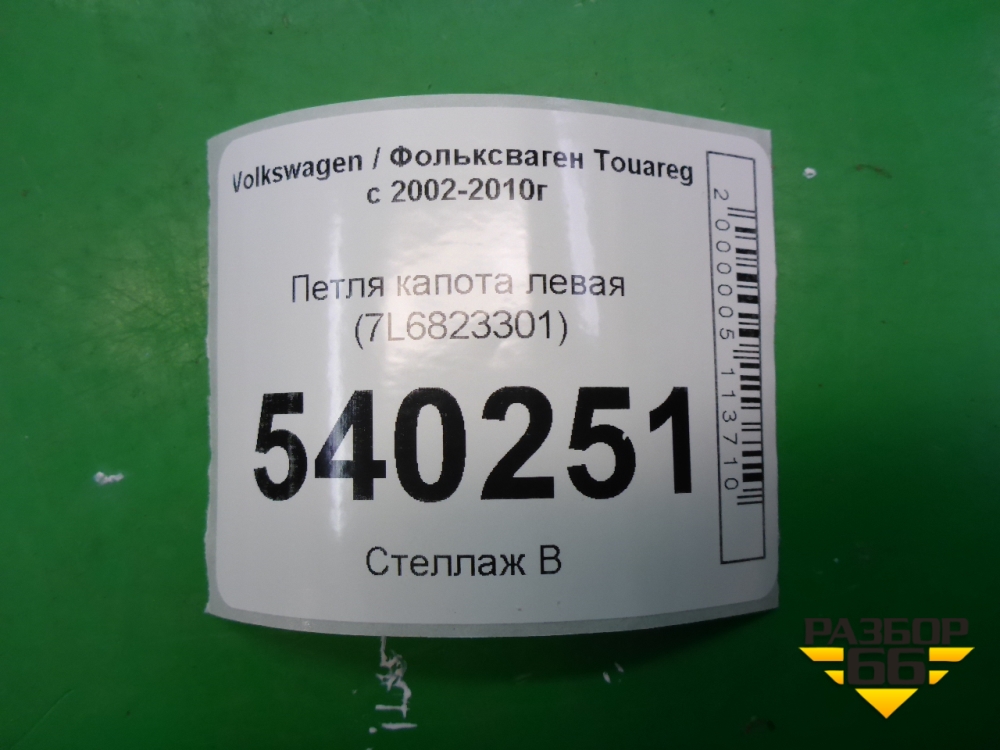 Volkswagen / Фольксваген Touareg
с 2002-2010г
Петля капота левая
(7L6823301)
540251
Стеллаж В
2000005113710
РАЗБОР
66